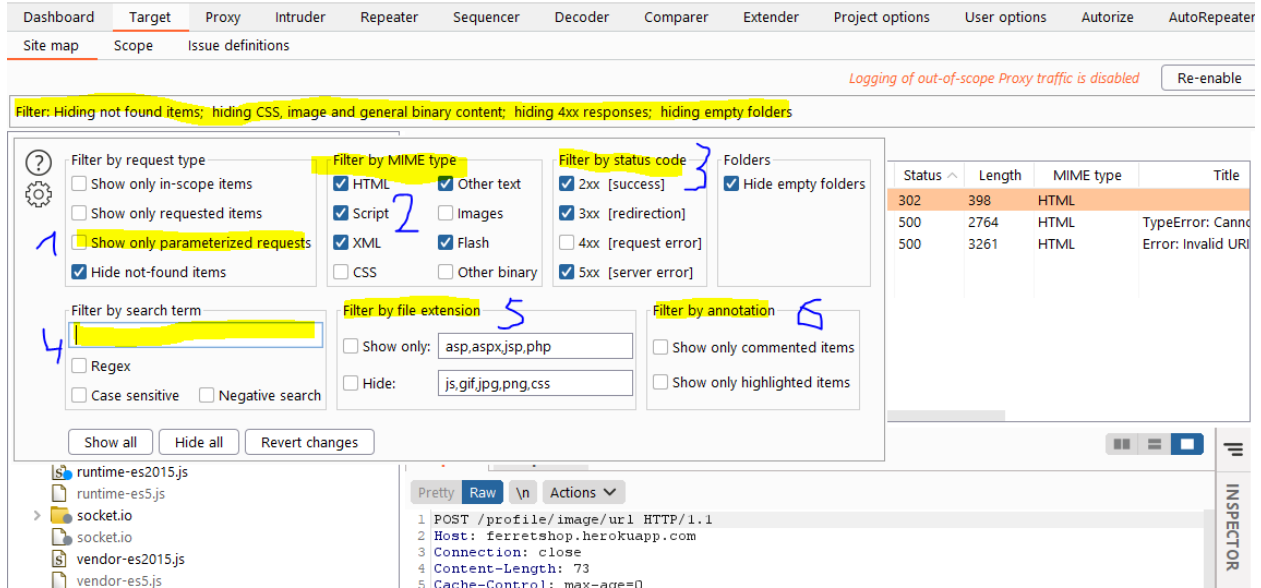 Dashboard Target Proxy Intruder Repeater Sequencer Decoder Comparer Extender Project options User options Autorize AutoRepeater
Site map Scope Issue definitions
Logging of out-of-scope Proxy traffic is disabled Re-enable
Filter: Hiding not found items; hiding CSS, image and general binary content; hiding 4xx responses; hiding empty folders
Filter by request type
Show only in-scope items
Show only requested items
1 Show only parameterized requests
Hide not-found items
Filter by MIME type
HTML Other text
Script 2 Images
XML Flash
CSS Other binary
Filter by status code 3
2xx [success]
3xx [redirection]
4xx [request error]
5xx [server error]
Folders
Hide empty folders
Status Length MIME type Title
302 398 HTML
500 2764 HTML TypeError: Canno
500 3261 HTML Error: Invalid URI
Filter by search term
4
Regex
Case sensitive Negative search
Filter by file extension 5
Show only: asp,aspx,jsp,php
Hide: js,gif,jpg,png,css
Filter by annotation 6
Show only commented items
Show only highlighted items
Show all Hide all Revert changes
runtime-es2015.js
runtime-es5.js
socket.io
socket.io
vendor-es2015.js
vendor-es5.js
Pretty Raw \n Actions
1 POST /profile/image/url HTTP/1.1
2 Host: ferretshop.herokuapp.com
3 Connection: close
4 Content-Length: 73
5 Cache-Control: max-age=0
INSPECTOR